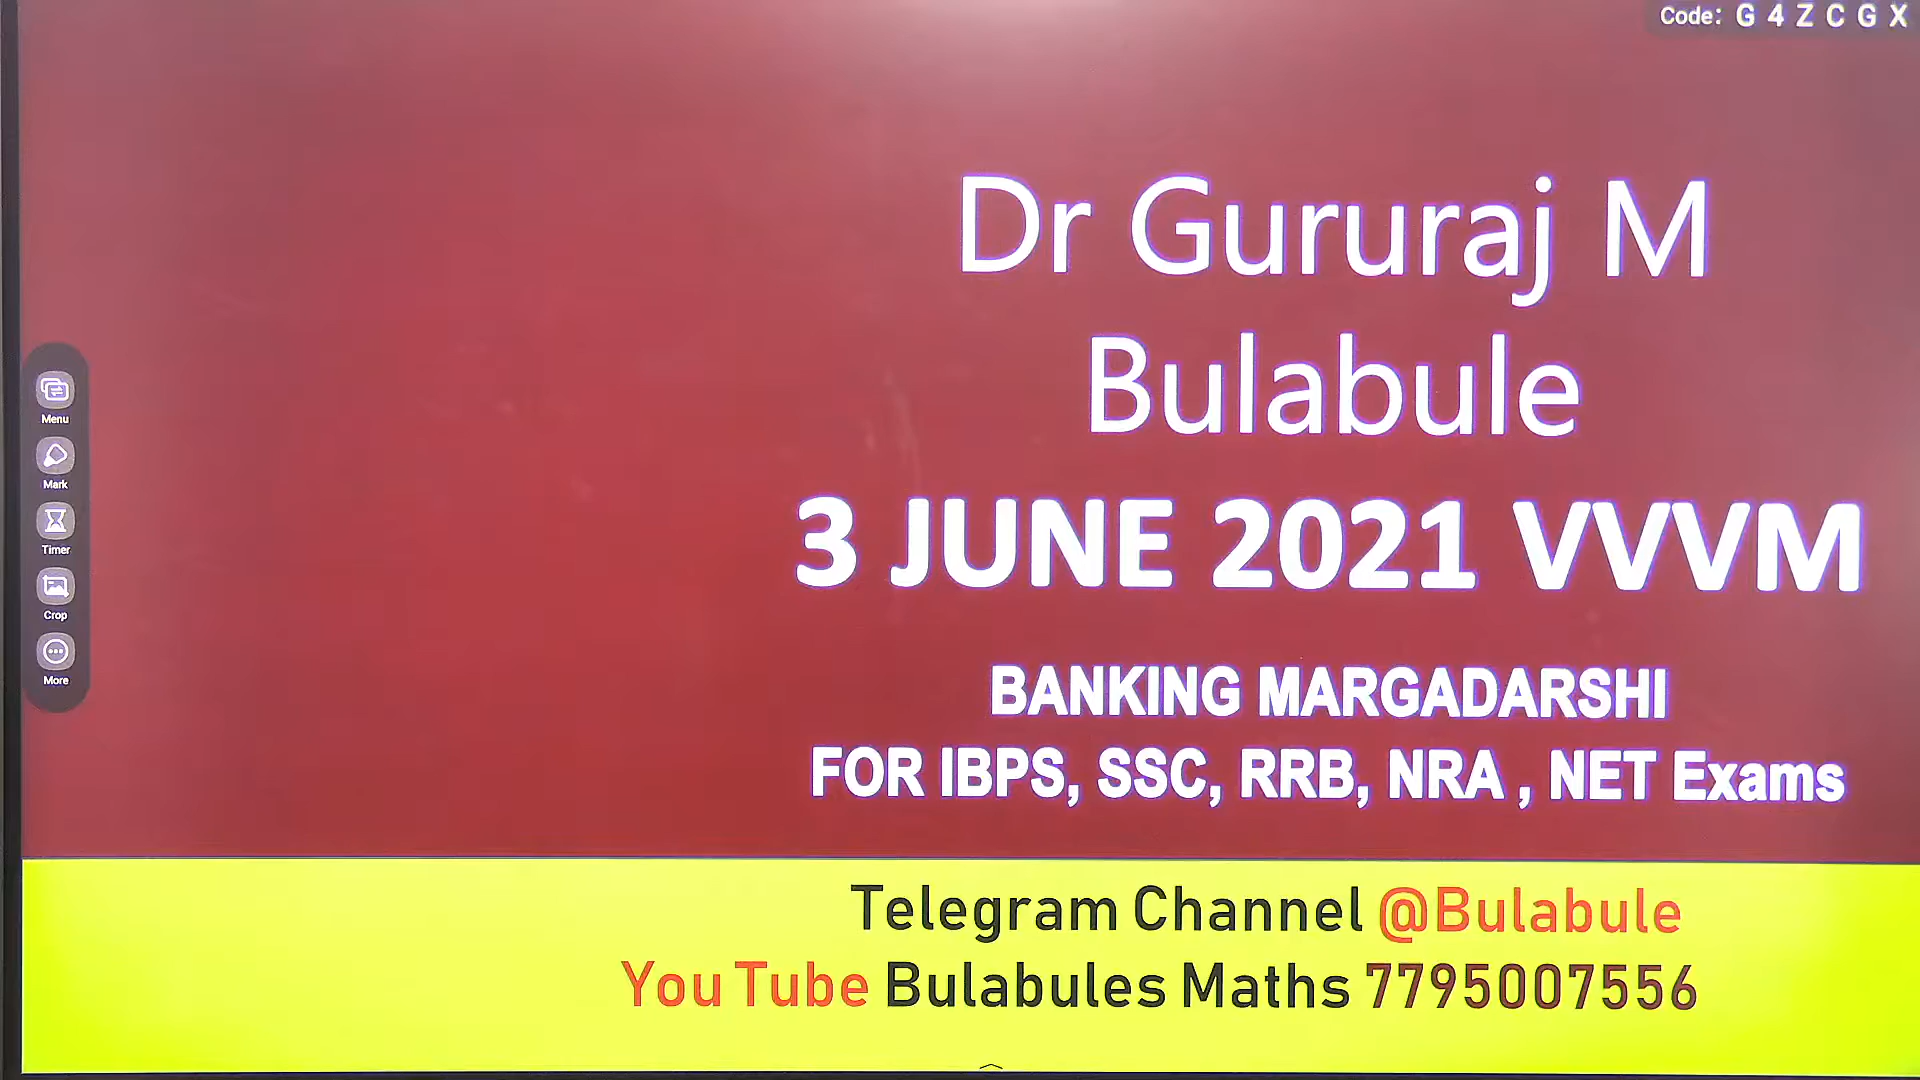 Code: G 4 Z C G X
Dr Gururaj M
Bulabule
3 JUNE 2021 VVVM
BANKING MARGADARSHI
FOR IBPS, SSC, RRB, NRA , NET Exams
Menu
Mark
Timer
Crop
More
Telegram Channel @Bulabule
You Tube Bulabules Maths 7795007556